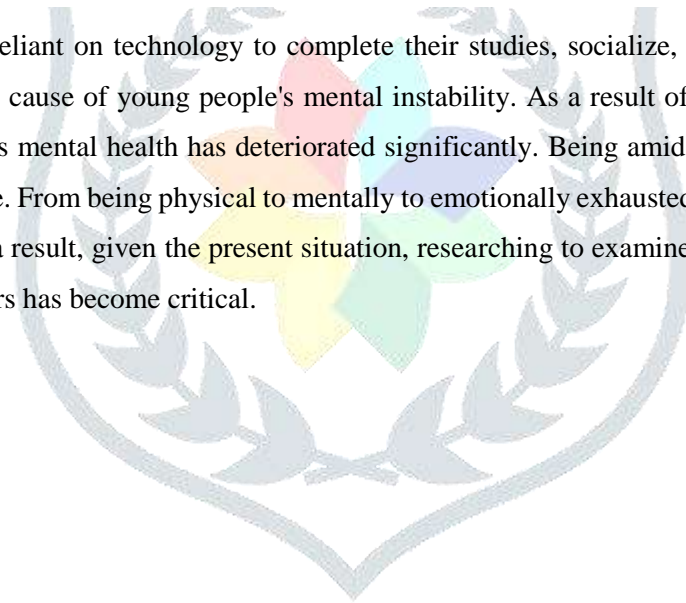 eliant on technology to complete their studies, socialize,
cause of young people's mental instability. As a result of
s mental health has deteriorated significantly. Being amid
e. From being physical to mentally to emotionally exhausted
a result, given the present situation, researching to examine
rs has become critical.